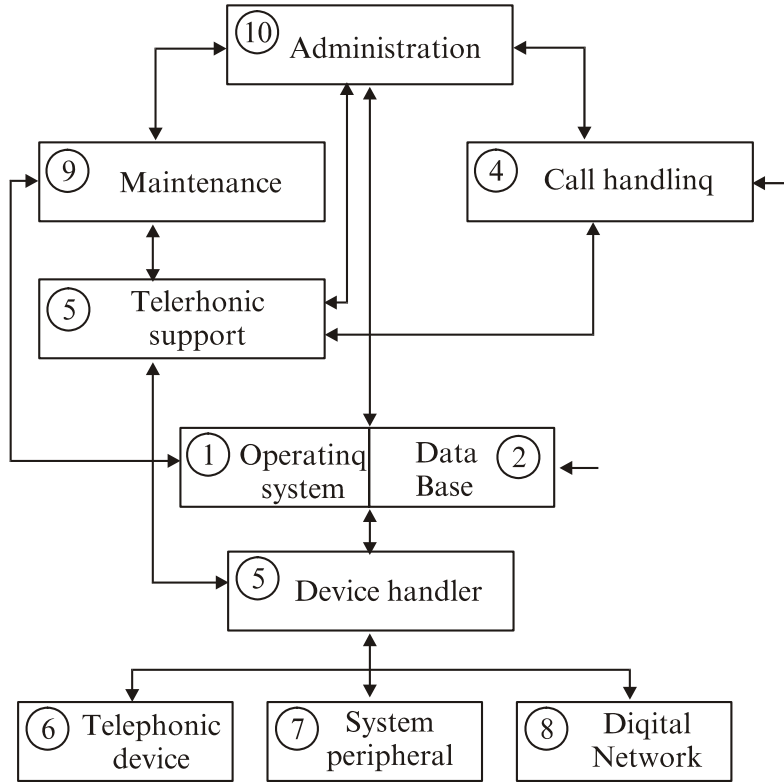 10 Administration
9 Maintenance
4 Call handlinq
5 Telerhonic
support
1 Operatinq
system
Data 2
Base
5 Device handler
6 Telephonic
device
7 System
peripheral
8 Diqital
Network